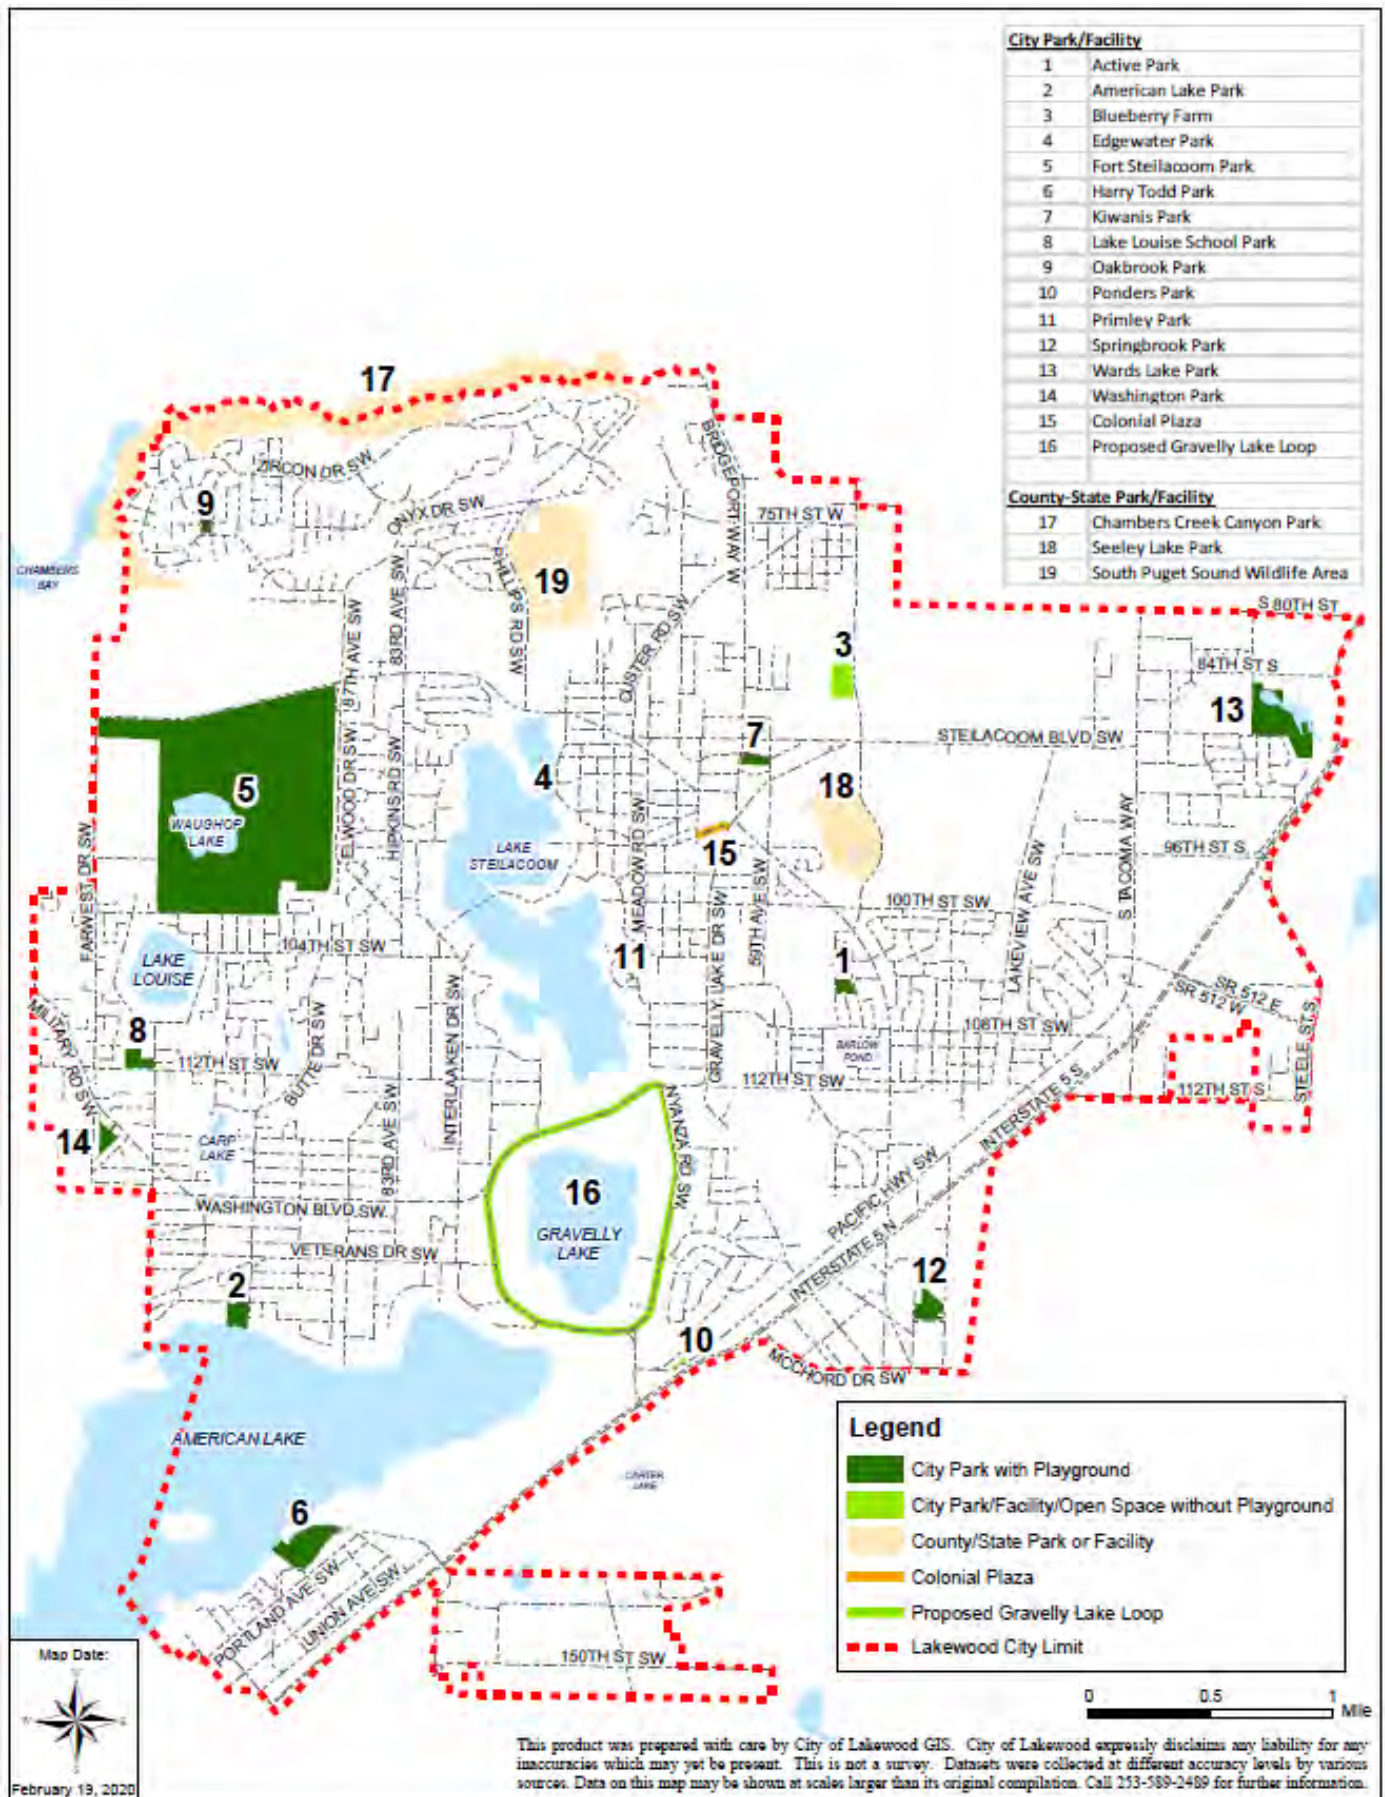 City Park/Facility
1 Active Park
2 American Lake Park
3 Blueberry Farm
4 Edgewater Park
5 Fort Steilacoom Park
6 Harry Todd Park
7 Kiwanis Park
8 Lake Louise School Park
9 Oakbrook Park
10 Ponders Park
11 Primley Park
12 Springbrook Park
13 Wards Lake Park
14 Washington Park
15 Colonial Plaza
16 Proposed Gravelly Lake Loop
County-State Park/Facility
17 Chambers Creek Canyon Park
18 Seeley Lake Park
19 South Puget Sound Wildlife Area
17
BRIDGEPORT WAY W
ZIRCON DR SW
9
ONYX DR SW
75TH ST W
CHAMBERS
BAY
PHILLIPS RD SW
19
83RD AVE SW
87TH AVE SW
CUSTER RD SW
S 80TH ST
3
84TH ST S
13
7
STEILACOOM BLVD SW
4
18
5
WAUGHOP
LAKE
ELWOOD DR SW
HIPKINS RD SW
LAKE
STEILACOOM
MEADOW RD SW
15
FARWEST DR SW
S TACOMA WAY
96TH ST S
LAKEVIEW AVE SW
59TH AVE SW
GRAVELLY LAKE DR SW
100TH ST SW
104TH ST SW
LAKE
LOUISE
11
1
SR 512 E
SR 512 W
MILITARY RD SW
8
112TH ST SW
BUTTE DR SW
INTERLAAKEN DR SW
108TH ST SW
BARLOW
POND
112TH ST SW
STEELE ST S
112TH ST S
INTERSTATE 5 S
14
CARP
LAKE
83RD AVE SW
NYANZA RD SW
16
GRAVELLY
LAKE
WASHINGTON BLVD SW
PACIFIC HWY SW
VETERANS DR SW
INTERSTATE 5 N
12
2
10
MCCHORD DR SW
AMERICAN LAKE
CARTER
LAKE
6
PORTLAND AVE SW
UNION AVE SW
150TH ST SW
Legend
City Park with Playground
City Park/Facility/Open Space without Playground
County/State Park or Facility
Colonial Plaza
Proposed Gravelly Lake Loop
Lakewood City Limit
Map Date:
N
W E
S
February 19, 2020
0 0.5 1
Mile
This product was prepared with care by City of Lakewood GIS. City of Lakewood expressly disclaims any liability for any
inaccuracies which may yet be present. This is not a survey. Datasets were collected at different accuracy levels by various
sources. Data on this map may be shown at scales larger than its original compilation. Call 253-589-2489 for further information.